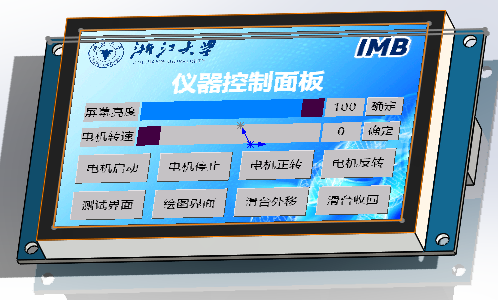 浙江大学
IMB
仪器控制面板
屏幕亮度 100 确定
电机转速 0 确定
电机启动 电机停止 电机正转 电机反转
测试界面 绘图界面 滑台外移 滑台收回